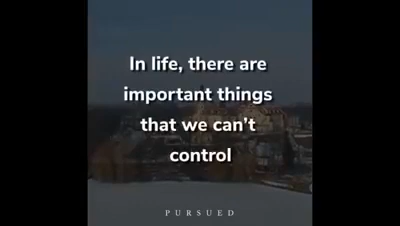 In life, there are
important things
that we can't
control
PURSUED